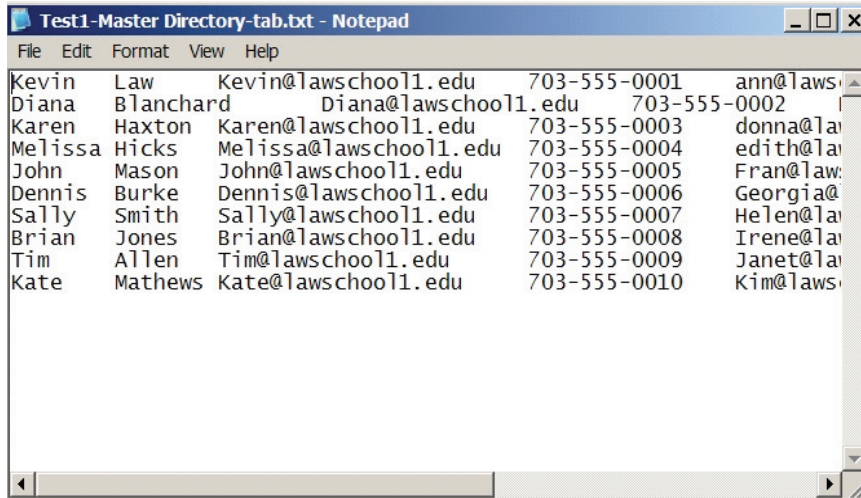 Test1-Master Directory-tab.txt - Notepad
File Edit Format View Help
Kevin Law Kevin@lawschool1.edu 703-555-0001 ann@laws
Diana Blanchard Diana@lawschool1.edu 703-555-0002
Karen Haxton Karen@lawschool1.edu 703-555-0003 donna@la
Melissa Hicks Melissa@lawschool1.edu 703-555-0004 edith@la
John Mason John@lawschool1.edu 703-555-0005 Fran@law
Dennis Burke Dennis@lawschool1.edu 703-555-0006 Georgia@
Sally Smith Sally@lawschool1.edu 703-555-0007 Helen@la
Brian Jones Brian@lawschool1.edu 703-555-0008 Irene@la
Tim Allen Tim@lawschool1.edu 703-555-0009 Janet@la
Kate Mathews Kate@lawschool1.edu 703-555-0010 Kim@laws